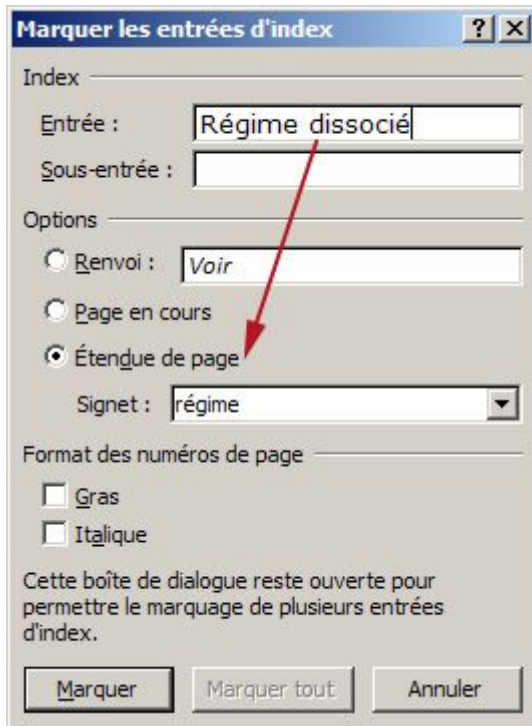 Marquer les entrées d'index
Index
Entrée : Régime dissocié
Sous-entrée :
Options
Renvoi : Voir
Page en cours
Étendue de page
Signet : régime
Format des numéros de page
Gras
Italique
Cette boîte de dialogue reste ouverte pour
permettre le marquage de plusieurs entrées
d'index.
Marquer Marquer tout Annuler